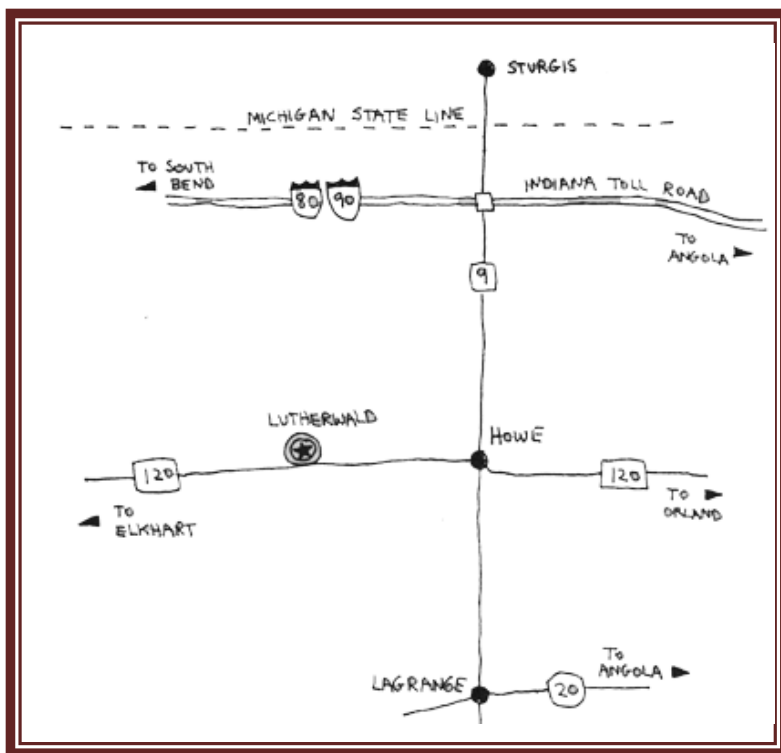 STURGIS
MICHIGAN STATE LINE
TO SOUTH
BEND
80
90
INDIANA TOLL ROAD
TO
ANGOLA
9
LUTHERWALD
HOWE
120
120
TO
ELKHART
TO
ORLAND
TO
ANGOLA
LAGRANGE
20